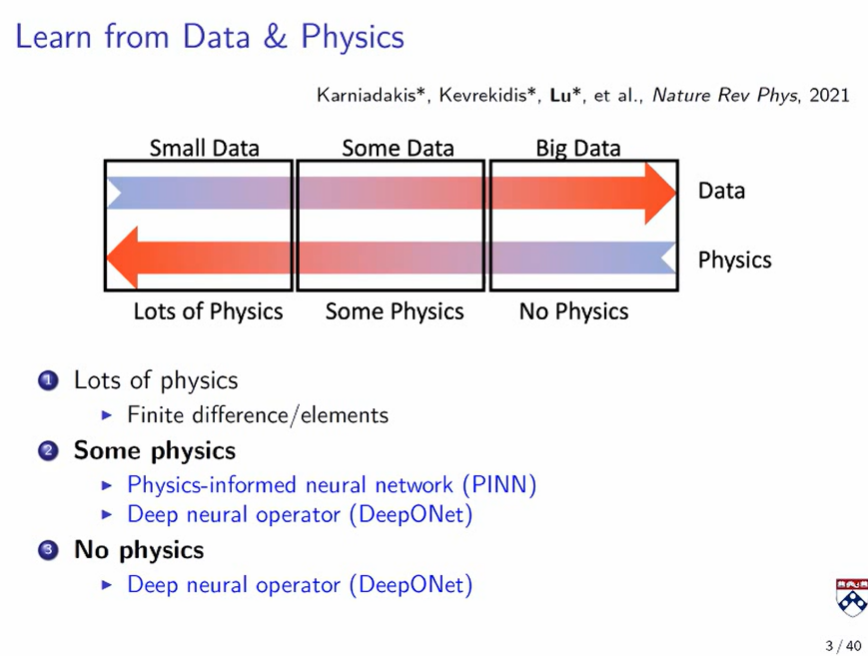 Learn from Data & Physics
Karniadakis*, Kevrekidis*, Lu*, et al., Nature Rev Phys, 2021
Small Data Some Data Big Data
Data
Physics
Lots of Physics Some Physics No Physics
1 Lots of physics
Finite difference/elements
2 Some physics
Physics-informed neural network (PINN)
Deep neural operator (DeepONet)
3 No physics
Deep neural operator (DeepONet)
3 / 40